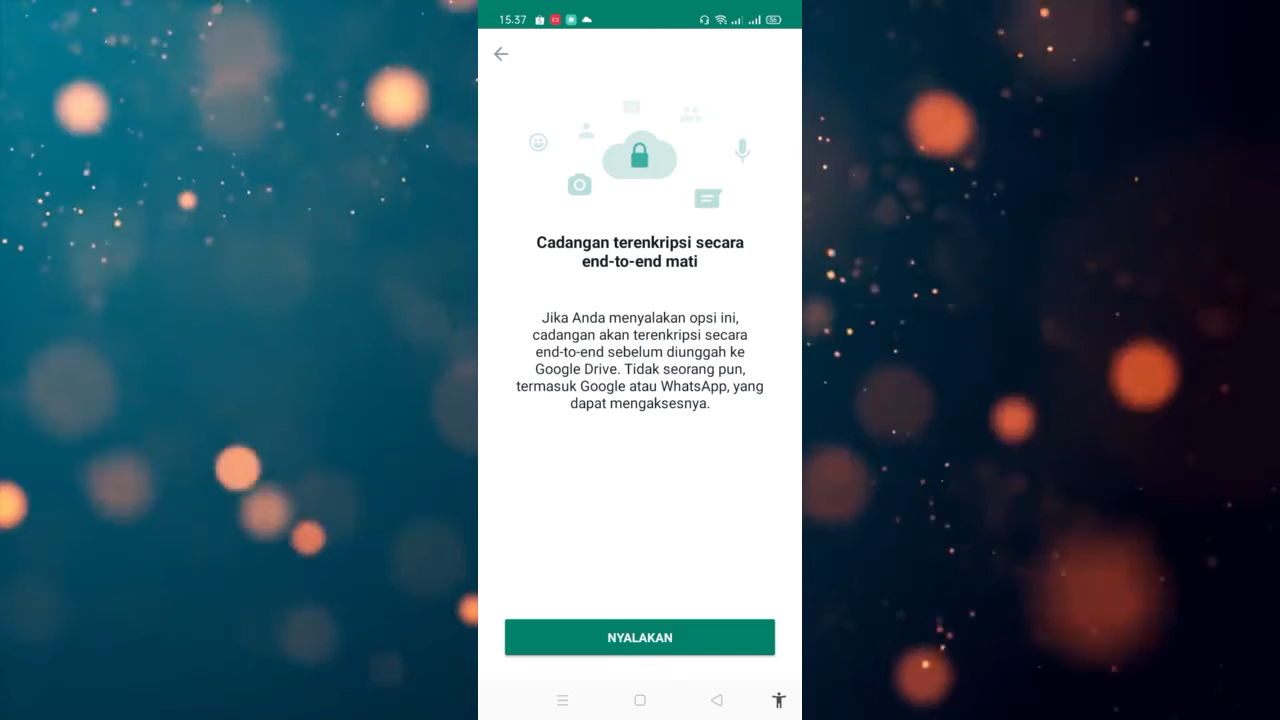 15.37
56
Cadangan terenkripsi secara
end-to-end mati
Jika Anda menyalakan opsi ini,
cadangan akan terenkripsi secara
end-to-end sebelum diunggah ke
Google Drive. Tidak seorang pun,
termasuk Google atau WhatsApp, yang
dapat mengaksesnya.
NYALAKAN